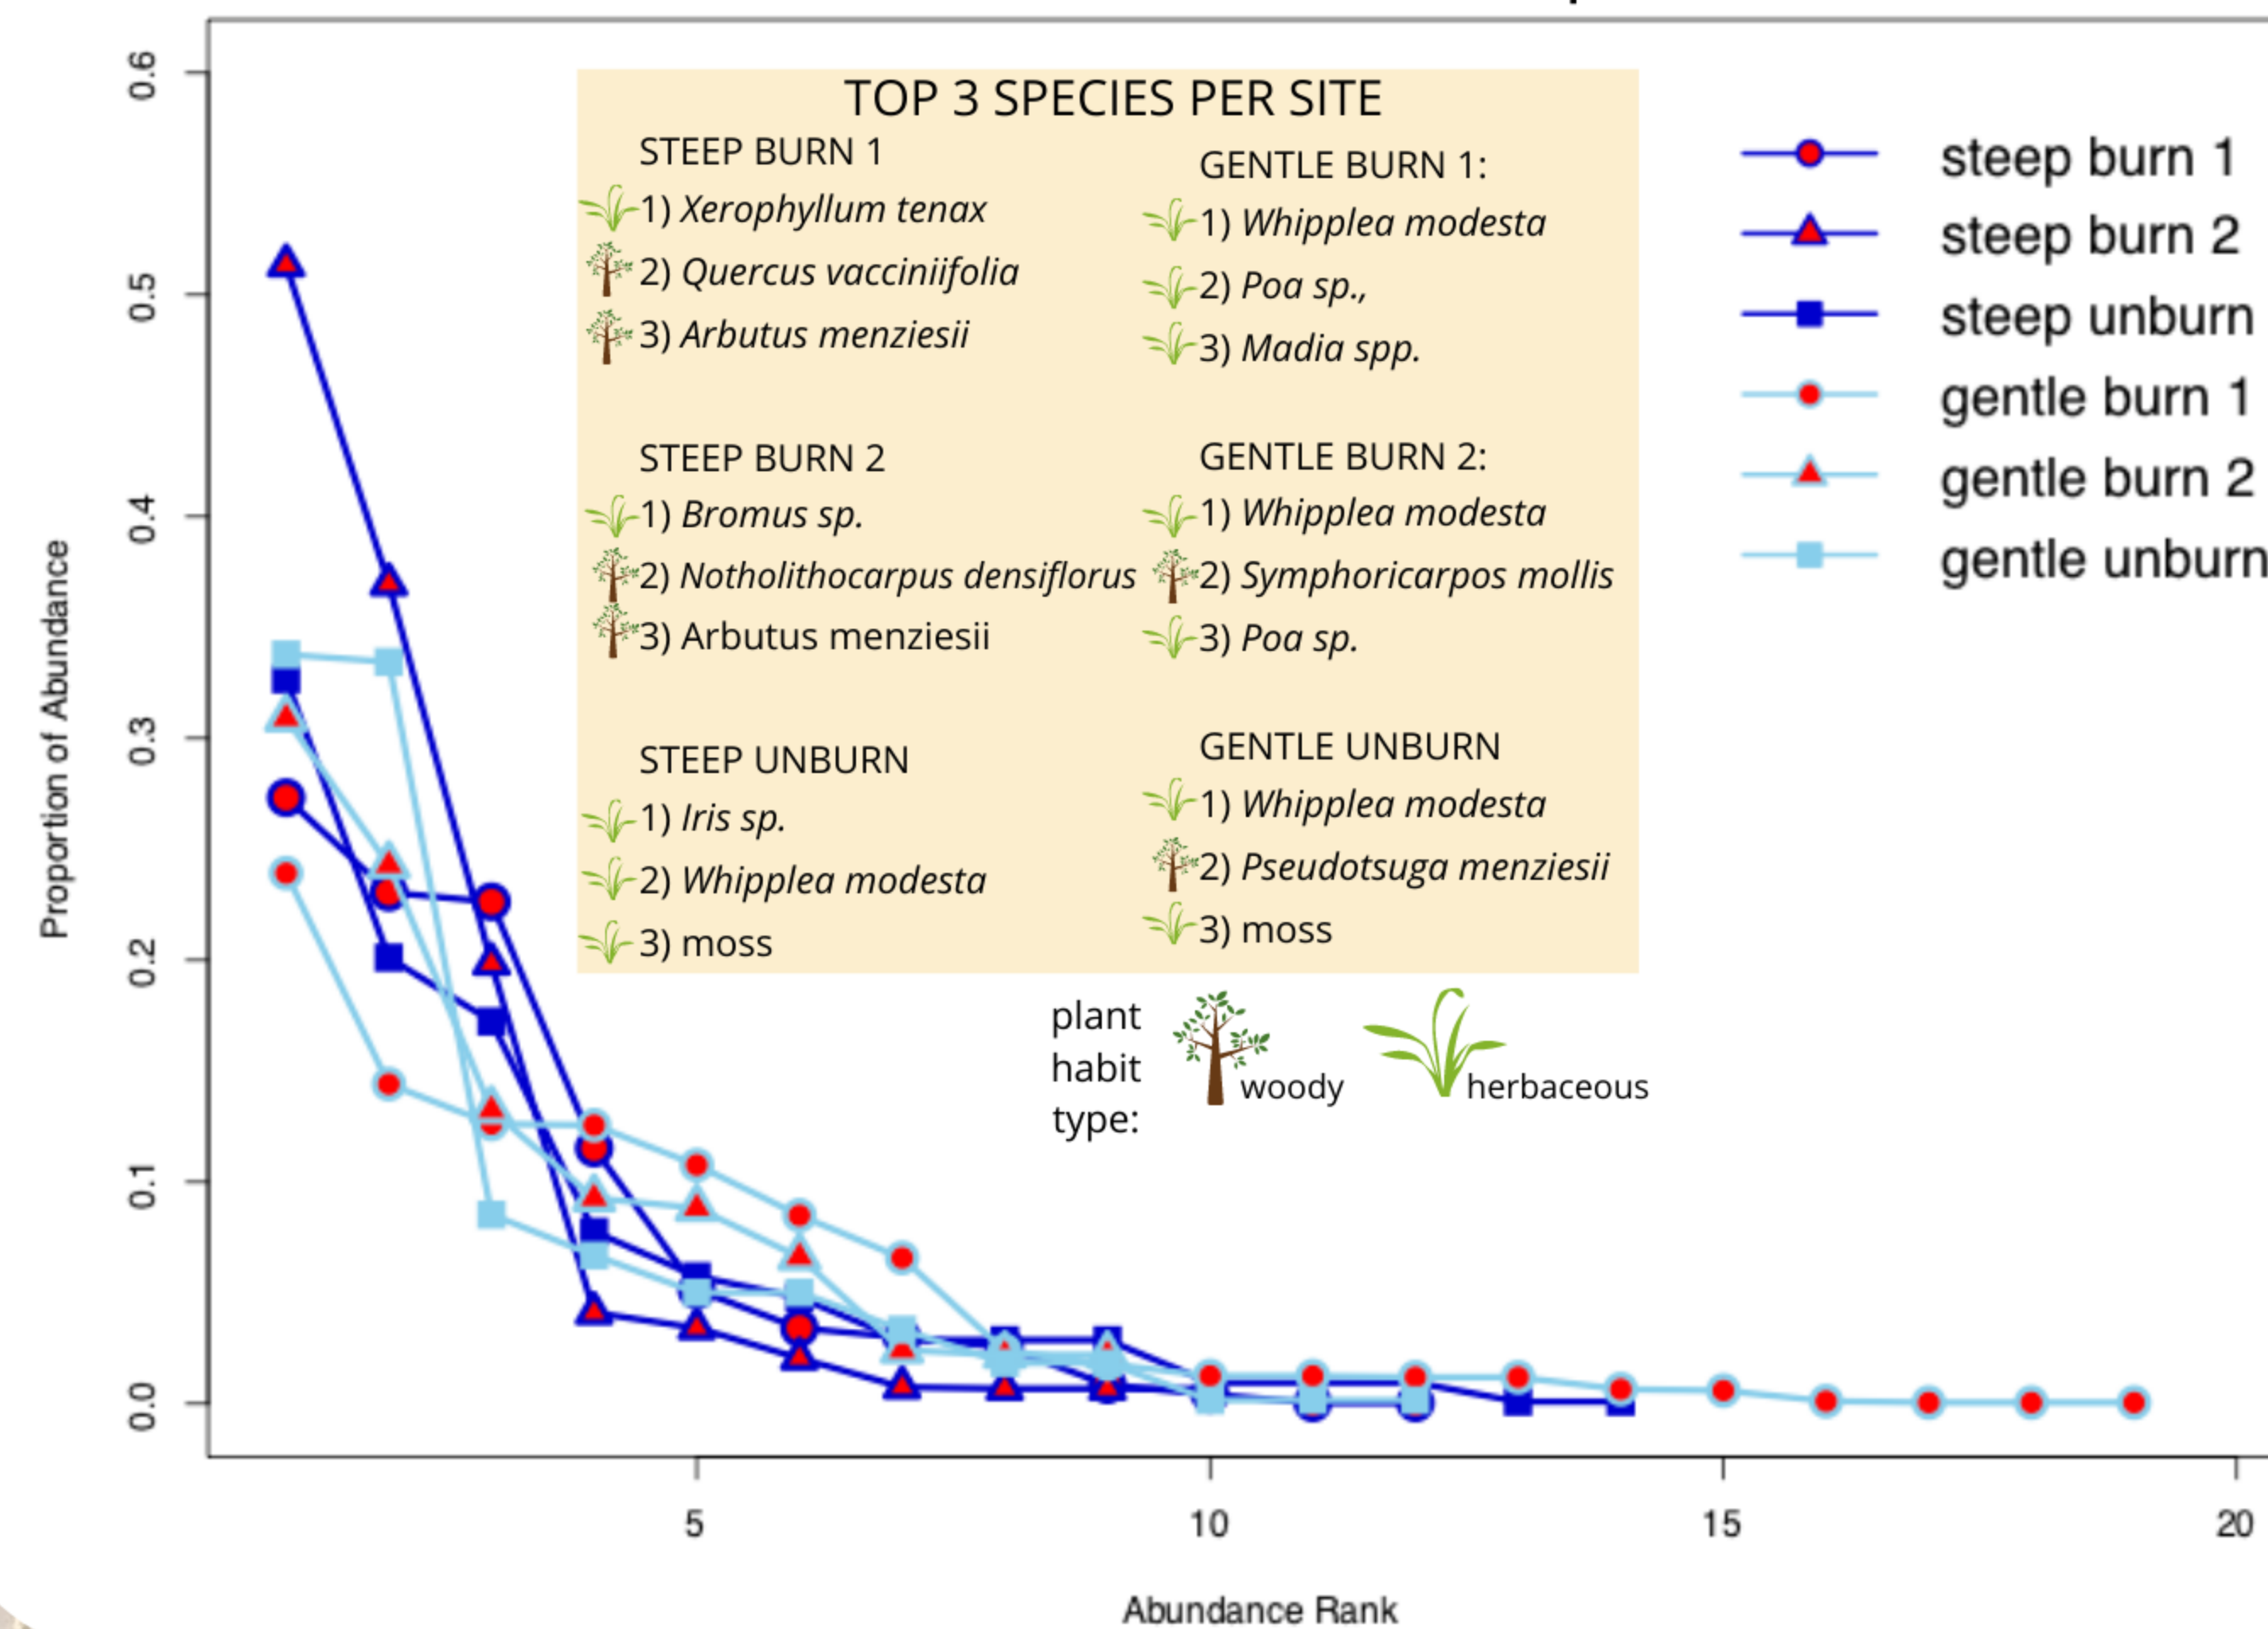 0.6
0.5
0.4
0.3
0.2
0.1
0.0
Proportion of Abundance
TOP 3 SPECIES PER SITE
STEEP BURN 1
1) Xerophyllum tenax
2) Quercus vacciniifolia
3) Arbutus menziesii
STEEP BURN 2
1) Bromus sp.
2) Notholithocarpus densiflorus
3) Arbutus menziesii
STEEP UNBURN
1) Iris sp.
2) Whipplea modesta
3) moss
GENTLE BURN 1:
1) Whipplea modesta
2) Poa sp.,
3) Madia spp.
GENTLE BURN 2:
1) Whipplea modesta
2) Symphoricarpos mollis
3) Poa sp.
GENTLE UNBURN
1) Whipplea modesta
2) Pseudotsuga menziesii
3) moss
steep burn 1
steep burn 2
steep unburn
gentle burn 1
gentle burn 2
gentle unburn
plant
habit
type:
woody
herbaceous
5 10 15 20
Abundance Rank